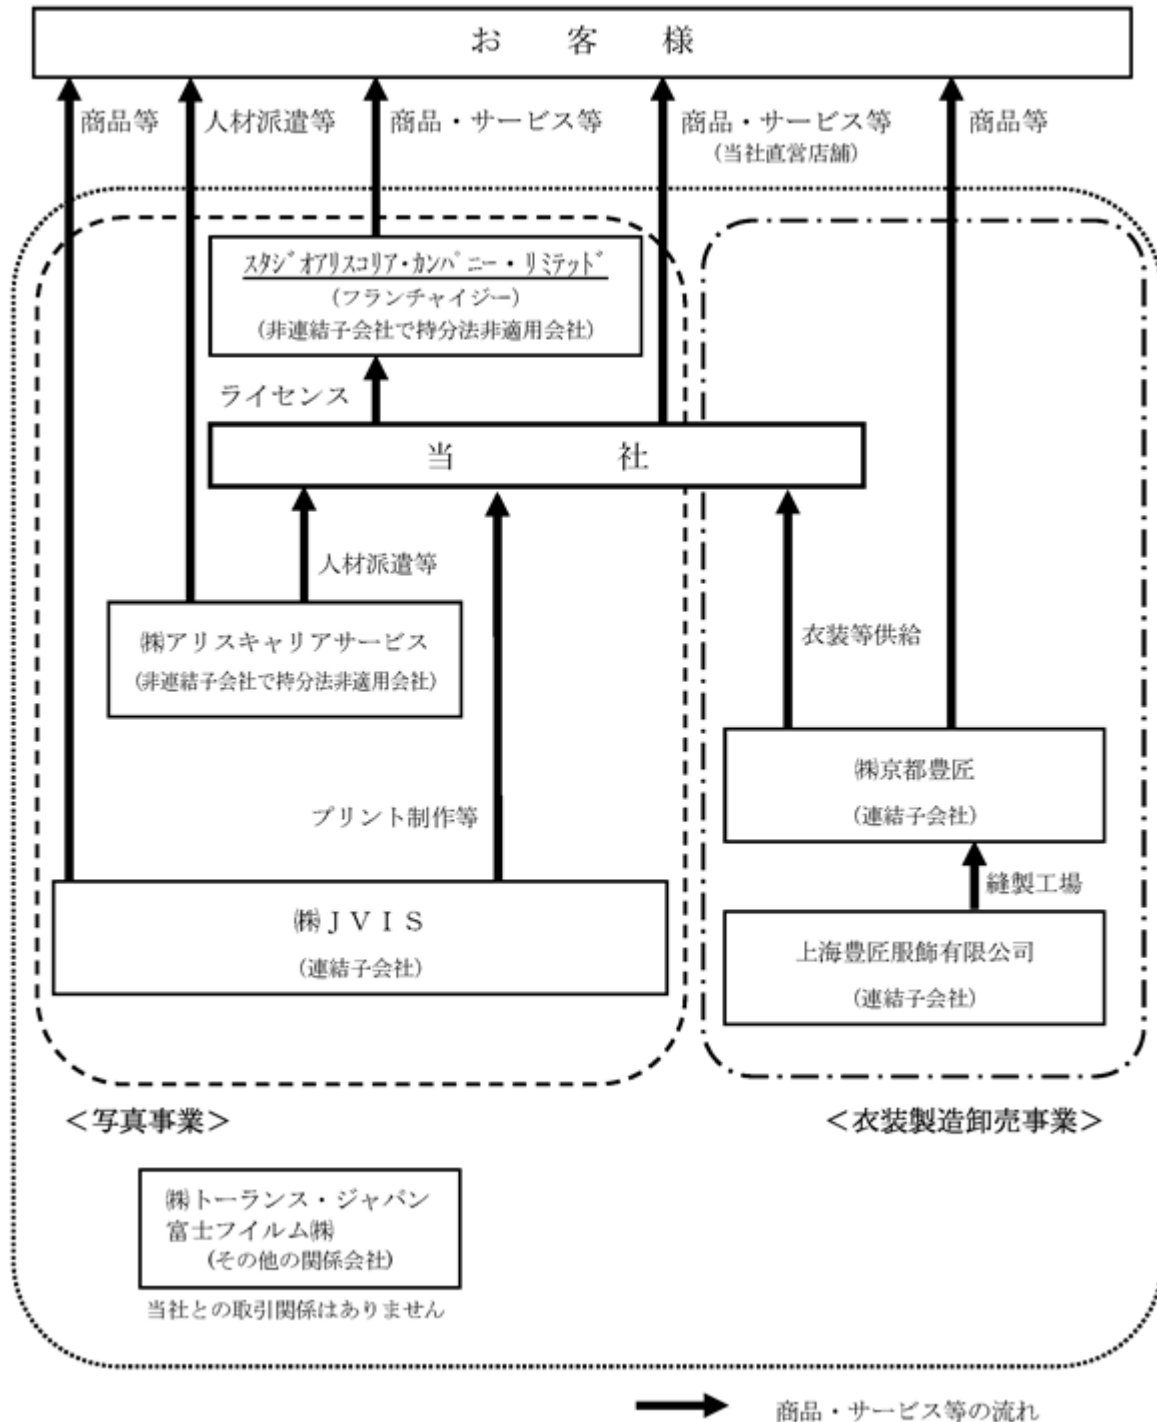 お　客　様
商品等
人材派遣等
商品・サービス等
商品・サービス等
(当社直営店舗)
商品等
スタジオアリスコリア・カンパニー・リミテッド
(フランチャイジー)
(非連結子会社で持分法非適用会社)
ライセンス
当　社
人材派遣等
㈱アリスキャリアサービス
(非連結子会社で持分法非適用会社)
衣装等供給
㈱京都豊匠
(連結子会社)
プリント制作等
縫製工場
㈱ＪＶＩＳ
(連結子会社)
上海豊匠服飾有限公司
(連結子会社)
＜写真事業＞
＜衣装製造卸売事業＞
㈱トーランス・ジャパン
富士フイルム㈱
(その他の関係会社)
当社との取引関係はありません
商品・サービス等の流れ